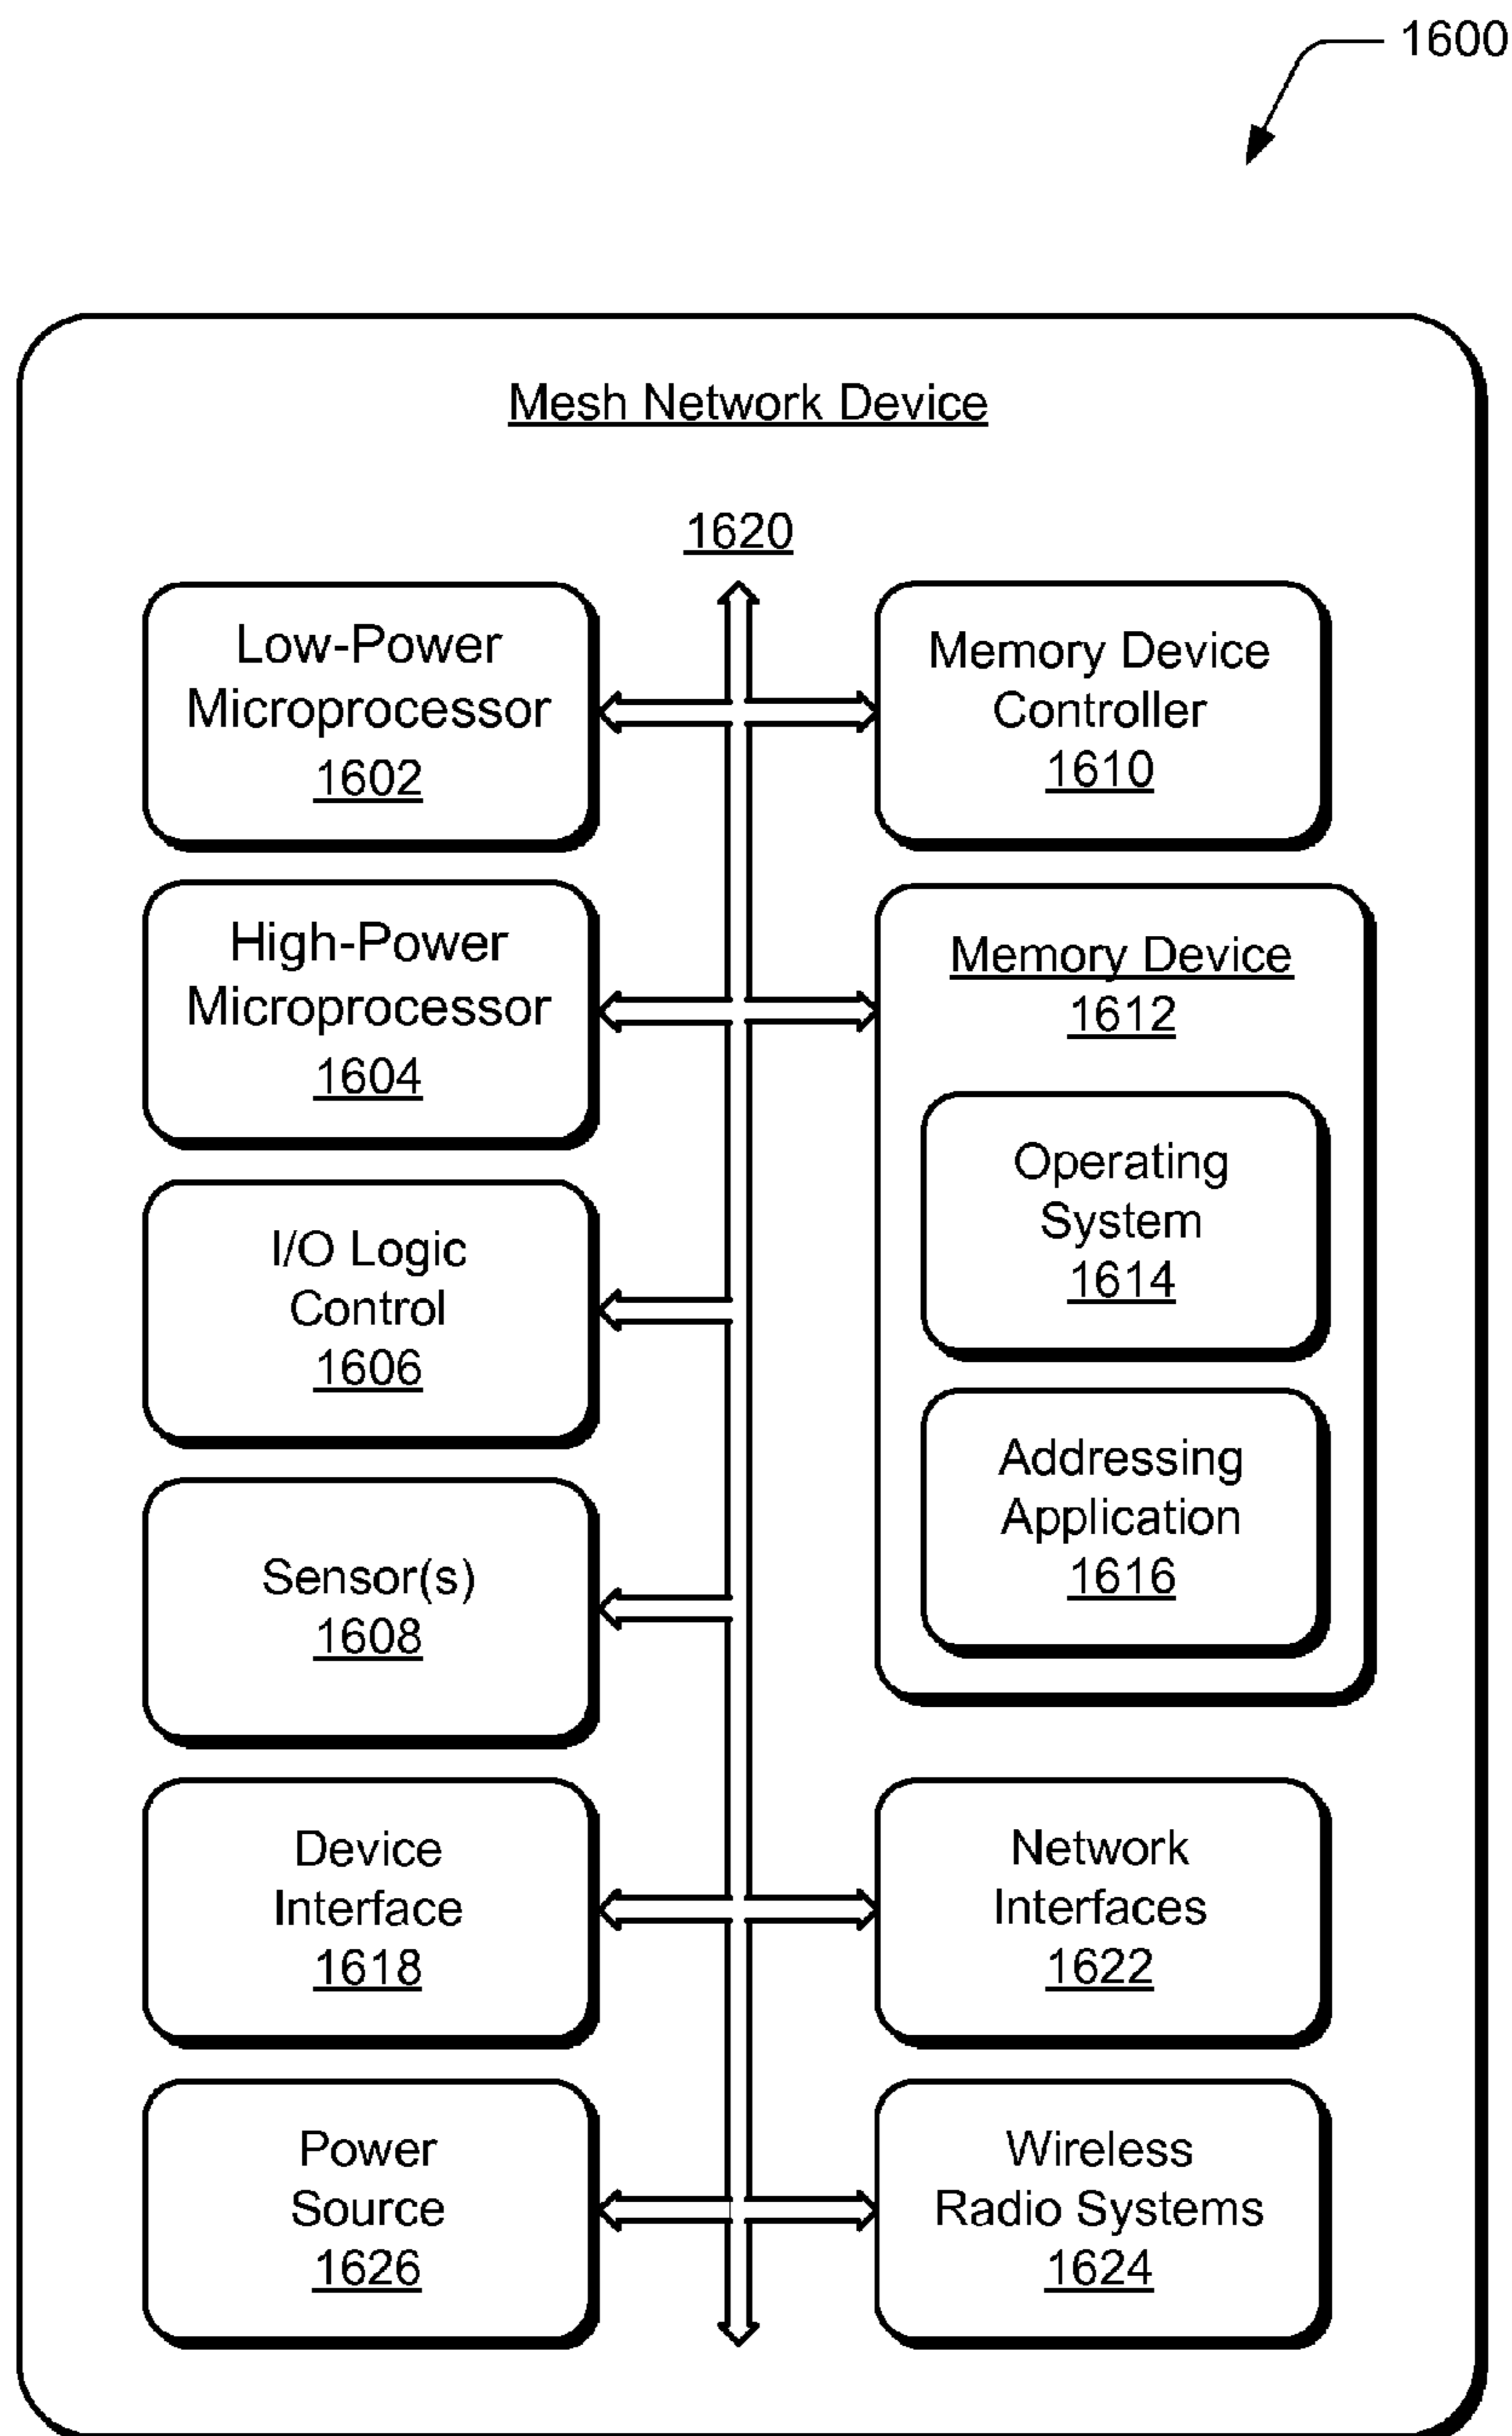 1600
Mesh Network Device
1620
Low-Power
Microprocessor
1602
Memory Device
Controller
1610
High-Power
Microprocessor
1604
Memory Device
1612
Operating
System
1614
I/O Logic
Control
1606
Addressing
Application
1616
Sensor(s)
1608
Device
Interface
1618
Network
Interfaces
1622
Power
Source
1626
Wireless
Radio Systems
1624